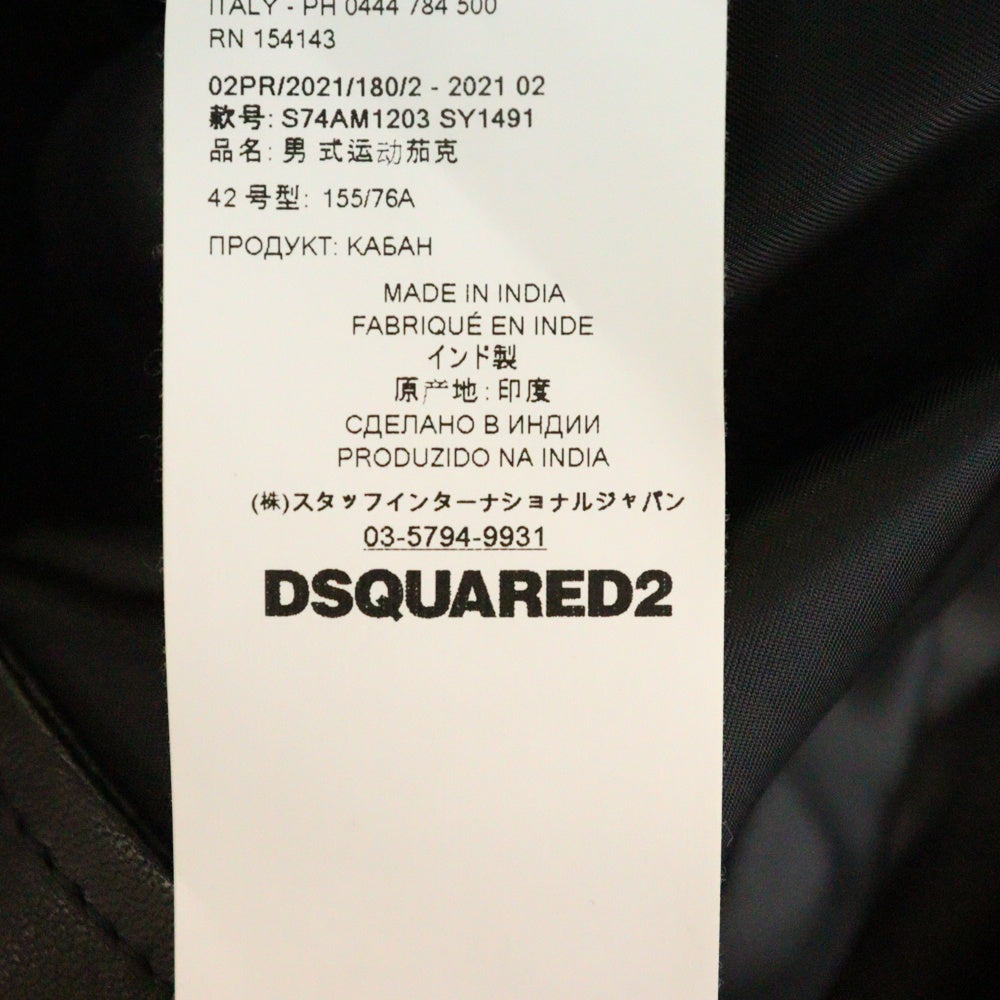 ITALY - PH 0444 784 500
RN 154143
02PR/2021/180/2 - 2021 02
款号: S74AM1203 SY1491
品名: 男 式运动茄克
42 号型: 155/76A
ПРОДУКТ: КАБАН
MADE IN INDIA
FABRIQUÉ EN INDE
インド製
原产地: 印度
СДЕЛАНО В ИНДИИ
PRODUZIDO NA INDIA
(株)スタッフインターナショナルジャパン
03-5794-9931
DSQUARED2